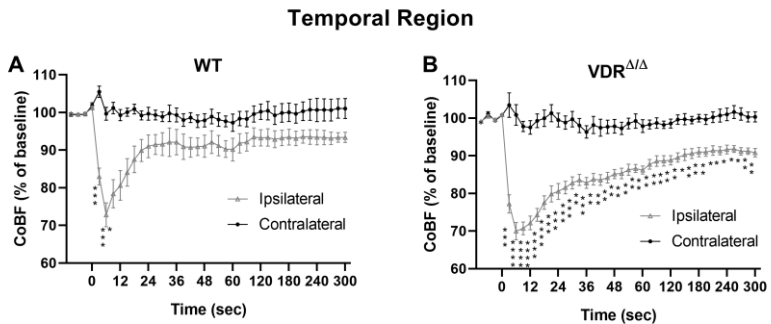 Temporal Region
A
WT
CoBF (% of baseline)
110
100
90
80
70
60
***
****
Ipsilateral
Contralateral
0 12 24 36 48 60 120 180 240 300
Time (sec)
B
VDRΔ/Δ
CoBF (% of baseline)
110
100
90
80
70
60
Ipsilateral
Contralateral
0 12 24 36 48 60 120 180 240 300
Time (sec)